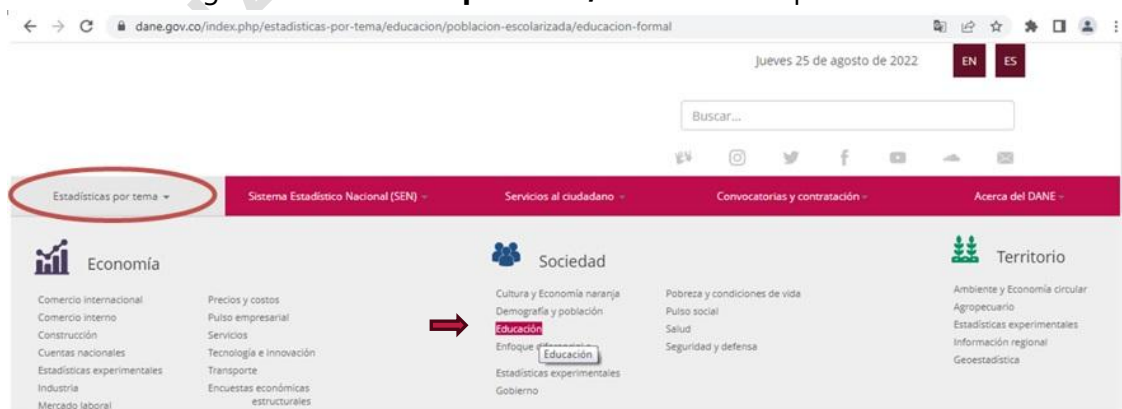 dane.gov.co/index.php/estadisticas-por-tema/educacion/poblacion-escolarizada/educacion-formal
Jueves 25 de agosto de 2022
EN
ES
Buscar...
Estadísticas por tema
Sistema Estadístico Nacional (SEN)
Servicios al ciudadano
Convocatorias y contratación
Acerca del DANE
Economía
Comercio internacional
Comercio interno
Construcción
Cuentas nacionales
Estadísticas experimentales
Industria
Mercado laboral
Precios y costos
Pulso empresarial
Servicios
Tecnología e innovación
Transporte
Encuestas económicas
estructurales
Sociedad
Cultura y Economía naranja
Demografía y población
Educación
Enfoque
Educación
Estadísticas experimentales
Gobierno
Pobreza y condiciones de vida
Pulso social
Salud
Seguridad y defensa
Territorio
Ambiente y Economía circular
Agropecuario
Estadísticas experimentales
Información regional
Geoestadística